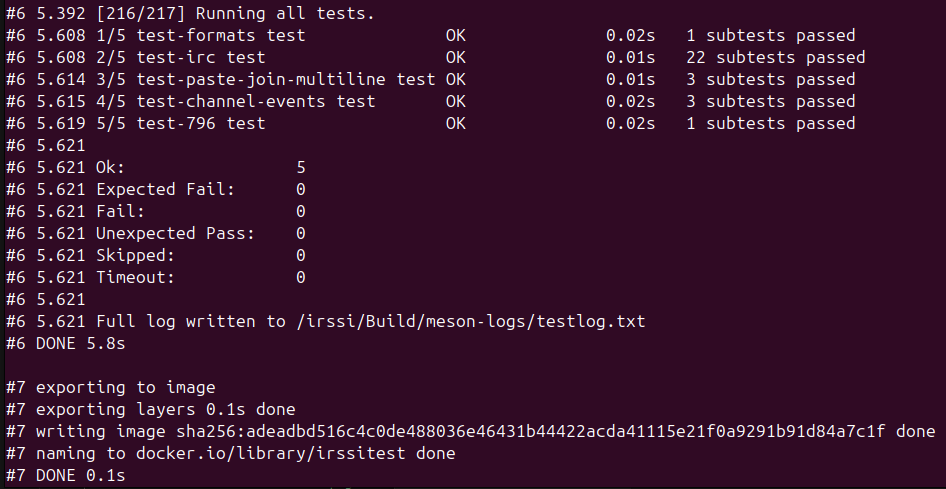 #6 5.392 [216/217] Running all tests.
#6 5.608 1/5 test-formats test              OK              0.02s   1 subtests passed
#6 5.608 2/5 test-irc test                  OK              0.01s   22 subtests passed
#6 5.614 3/5 test-paste-join-multiline test OK              0.01s   3 subtests passed
#6 5.615 4/5 test-channel-events test       OK              0.02s   3 subtests passed
#6 5.619 5/5 test-796 test                  OK              0.02s   1 subtests passed
#6 5.621
#6 5.621 Ok:                 5
#6 5.621 Expected Fail:      0
#6 5.621 Fail:               0
#6 5.621 Unexpected Pass:    0
#6 5.621 Skipped:            0
#6 5.621 Timeout:            0
#6 5.621
#6 5.621 Full log written to /irssi/Build/meson-logs/testlog.txt
#6 DONE 5.8s

#7 exporting to image
#7 exporting layers 0.1s done
#7 writing image sha256:adeadbd516c4c0de488036e46431b44422acda41115e21f0a9291b91d84a7c1f done
#7 naming to docker.io/library/irssitest done
#7 DONE 0.1s